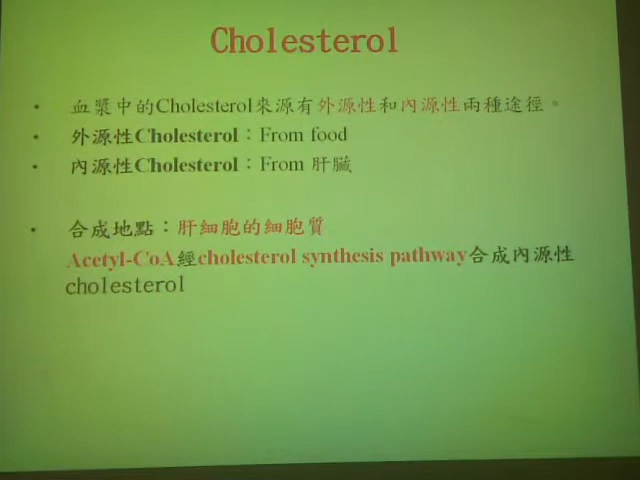 Cholesterol
• 血漿中的Cholesterol來源有外源性和內源性兩種途徑。
• 外源性Cholesterol：From food
• 內源性Cholesterol：From 肝臟
• 合成地點：肝細胞的細胞質
Acetyl-CoA經cholesterol synthesis pathway合成內源性
cholesterol